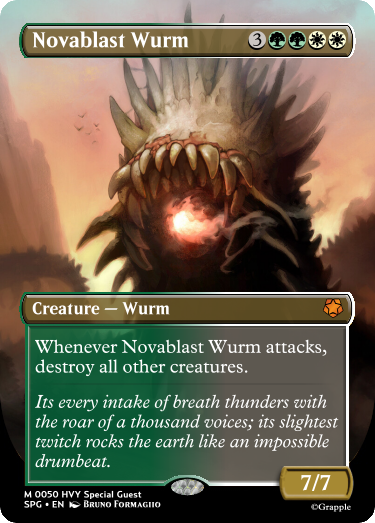 Novablast Wurm 3
Creature — Wurm
Whenever Novablast Wurm attacks,
destroy all other creatures.
Its every intake of breath thunders with
the roar of a thousand voices; its slightest
twitch rocks the earth like an impossible
drumbeat.
7/7
M 0050 HVY Special Guest
SPG • EN Bruno Formagiio
©Grapple